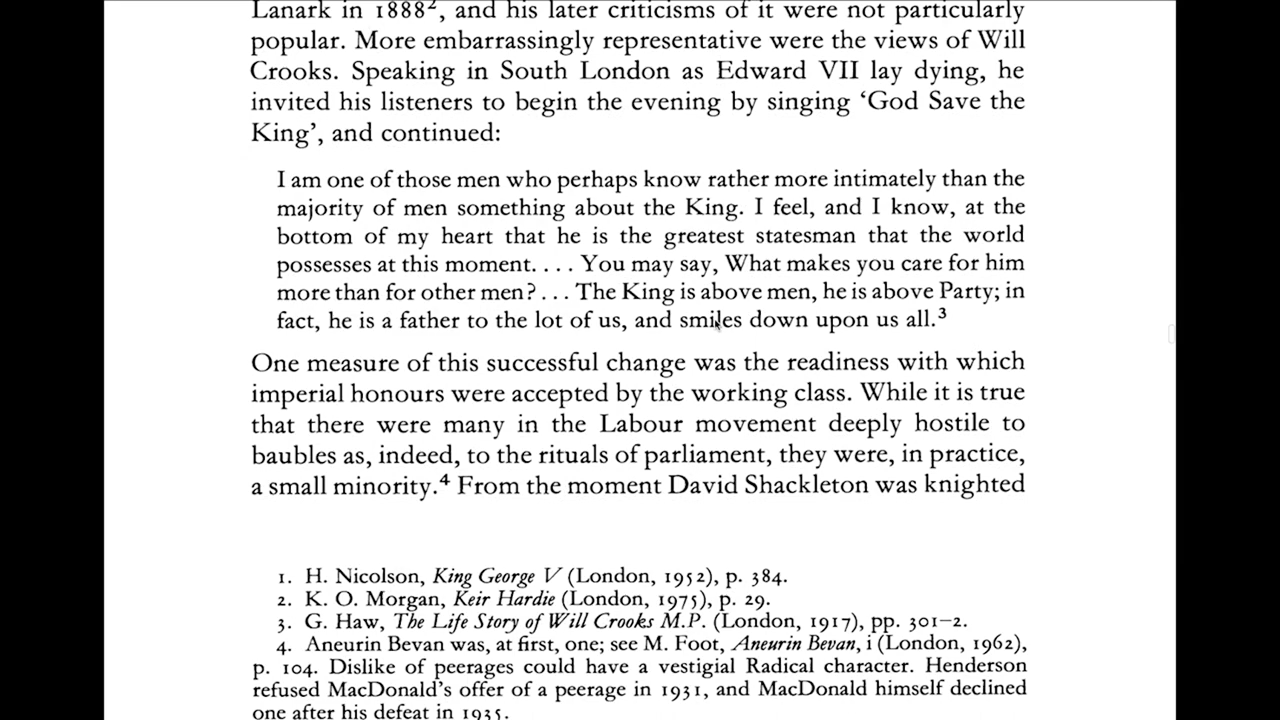 Lanark in 1888², and his later criticisms of it were not particularly
popular. More embarrassingly representative were the views of Will
Crooks. Speaking in South London as Edward VII lay dying, he
invited his listeners to begin the evening by singing ‘God Save the
King’, and continued:
I am one of those men who perhaps know rather more intimately than the
majority of men something about the King. I feel, and I know, at the
bottom of my heart that he is the greatest statesman that the world
possesses at this moment. . . . You may say, What makes you care for him
more than for other men? . . . The King is above men, he is above Party; in
fact, he is a father to the lot of us, and smiles down upon us all.³
One measure of this successful change was the readiness with which
imperial honours were accepted by the working class. While it is true
that there were many in the Labour movement deeply hostile to
baubles as, indeed, to the rituals of parliament, they were, in practice,
a small minority.⁴ From the moment David Shackleton was knighted
1. H. Nicolson, King George V (London, 1952), p. 384.
2. K. O. Morgan, Keir Hardie (London, 1975), p. 29.
3. G. Haw, The Life Story of Will Crooks M.P. (London, 1917), pp. 301–2.
4. Aneurin Bevan was, at first, one; see M. Foot, Aneurin Bevan, i (London, 1962),
p. 104. Dislike of peerages could have a vestigial Radical character. Henderson
refused MacDonald’s offer of a peerage in 1931, and MacDonald himself declined
one after his defeat in 1935.